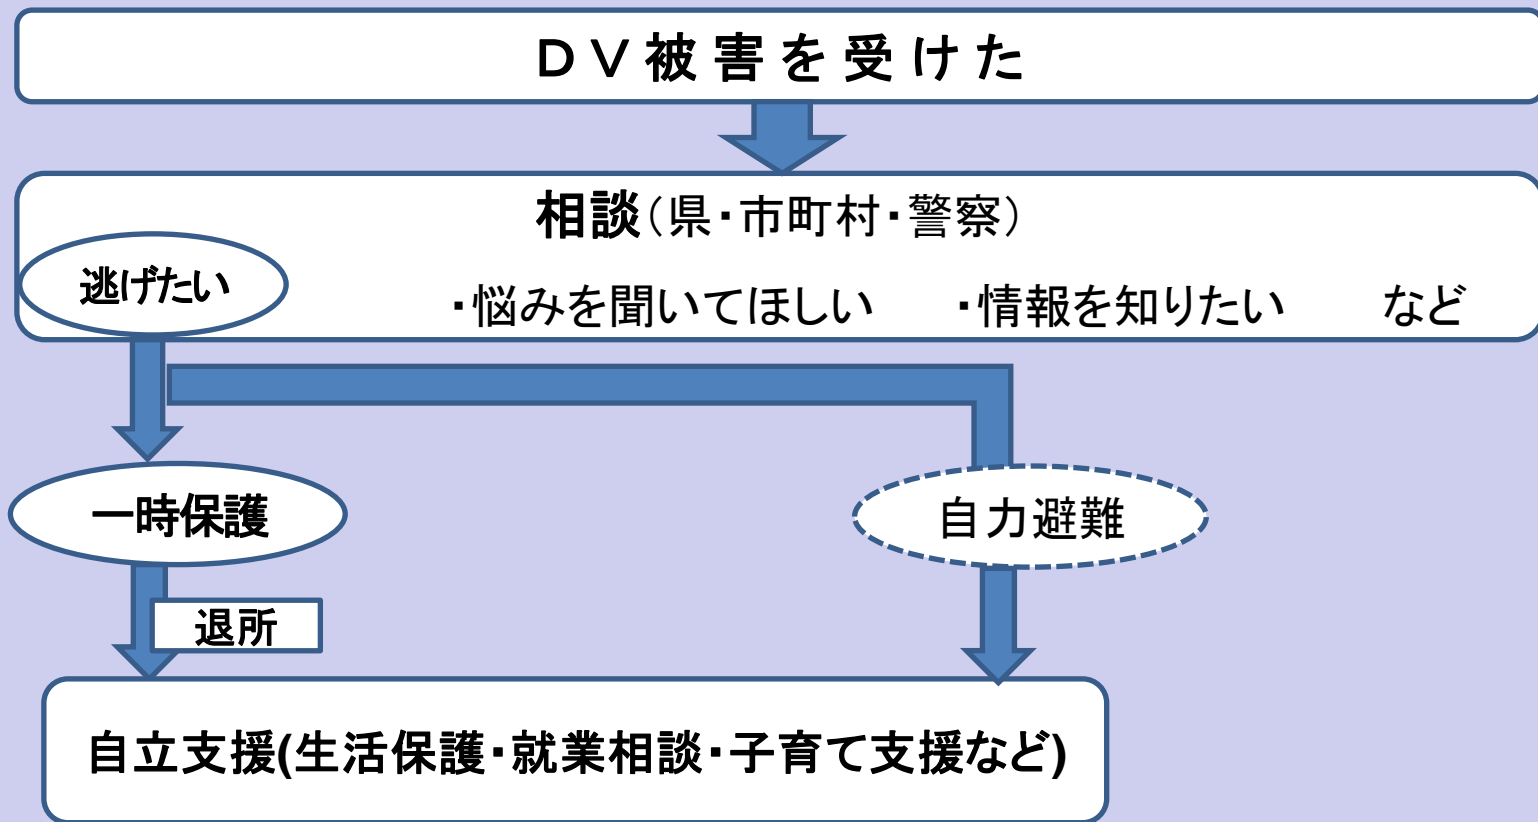 ＤＶ被害を受けた
相談（県・市町村・警察）
逃げたい
・悩みを聞いてほしい　・情報を知りたい　など
一時保護
自力避難
退所
自立支援(生活保護・就業相談・子育て支援など)